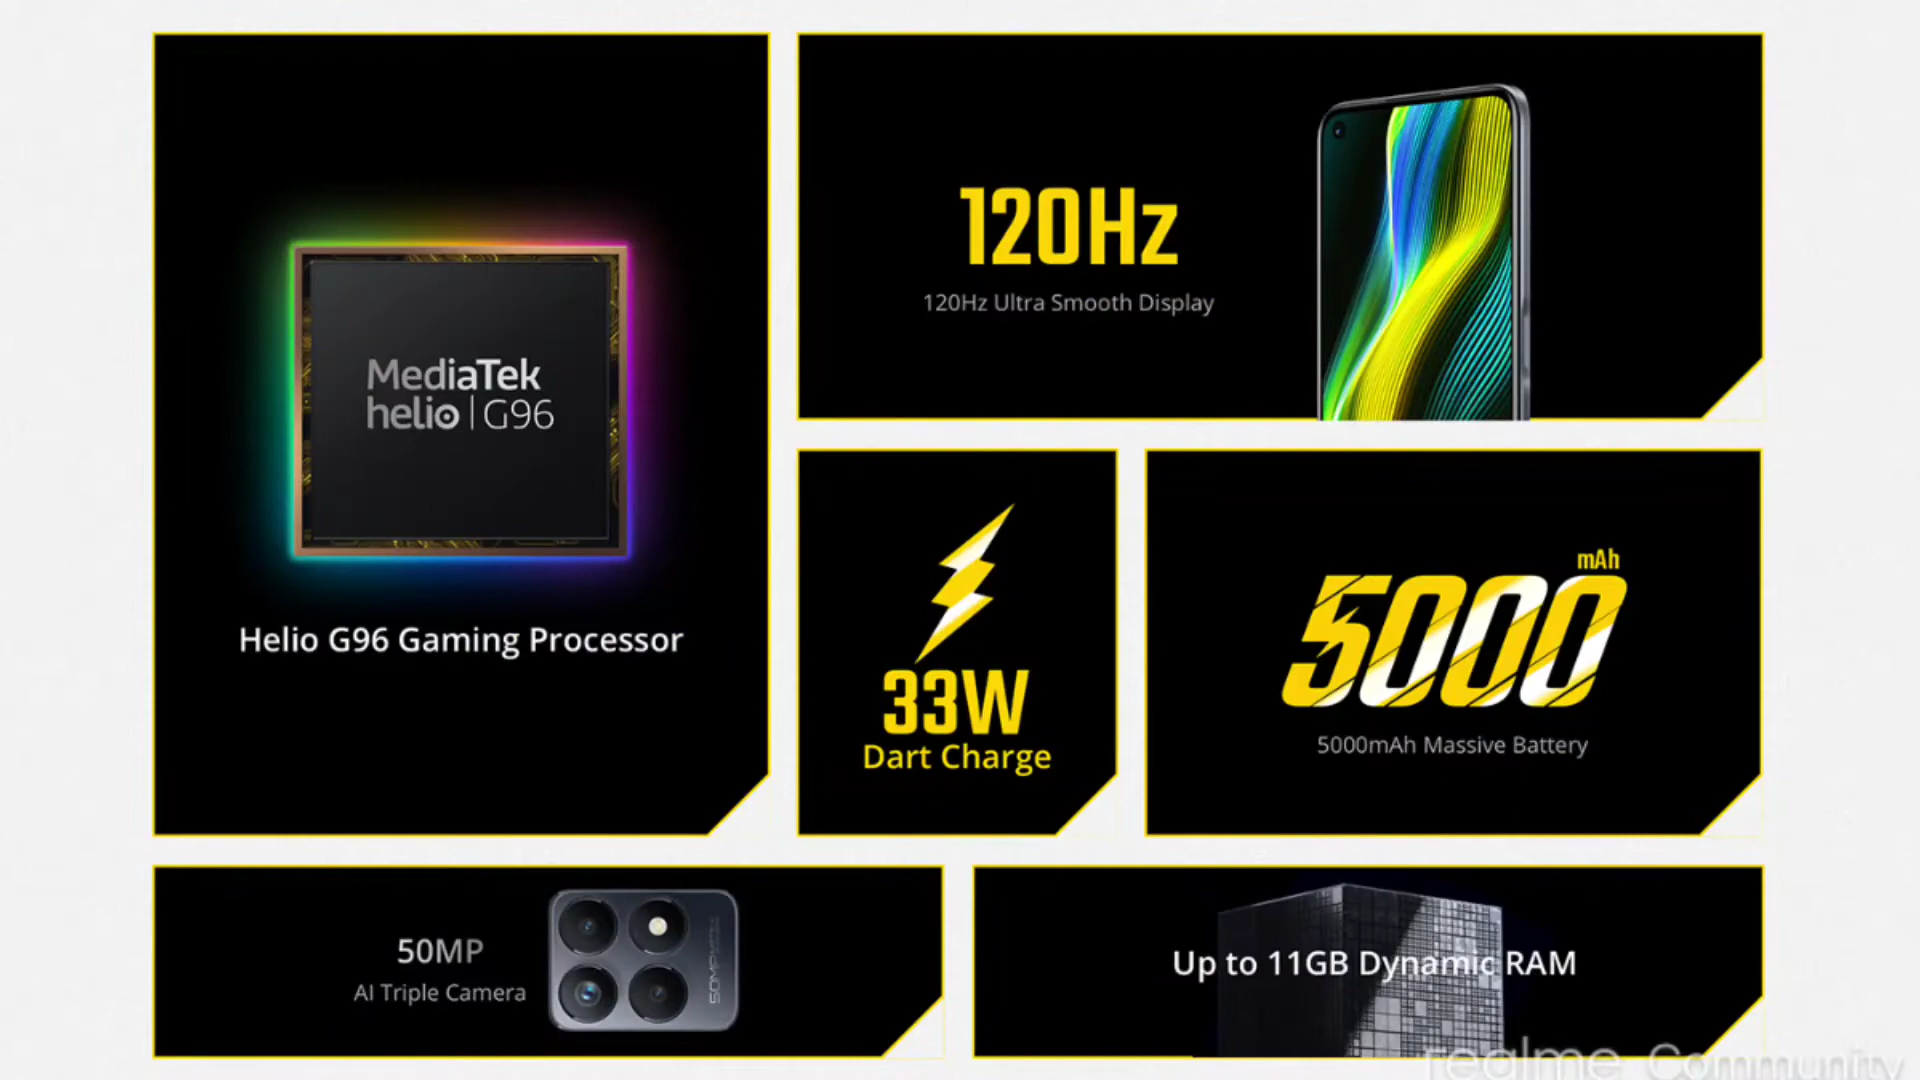 MediaTek
helio | G96
Helio G96 Gaming Processor
120Hz
120Hz Ultra Smooth Display
33W
Dart Charge
mAh
5000
5000mAh Massive Battery
50MP
AI Triple Camera
Up to 11GB Dynamic RAM
realme Community